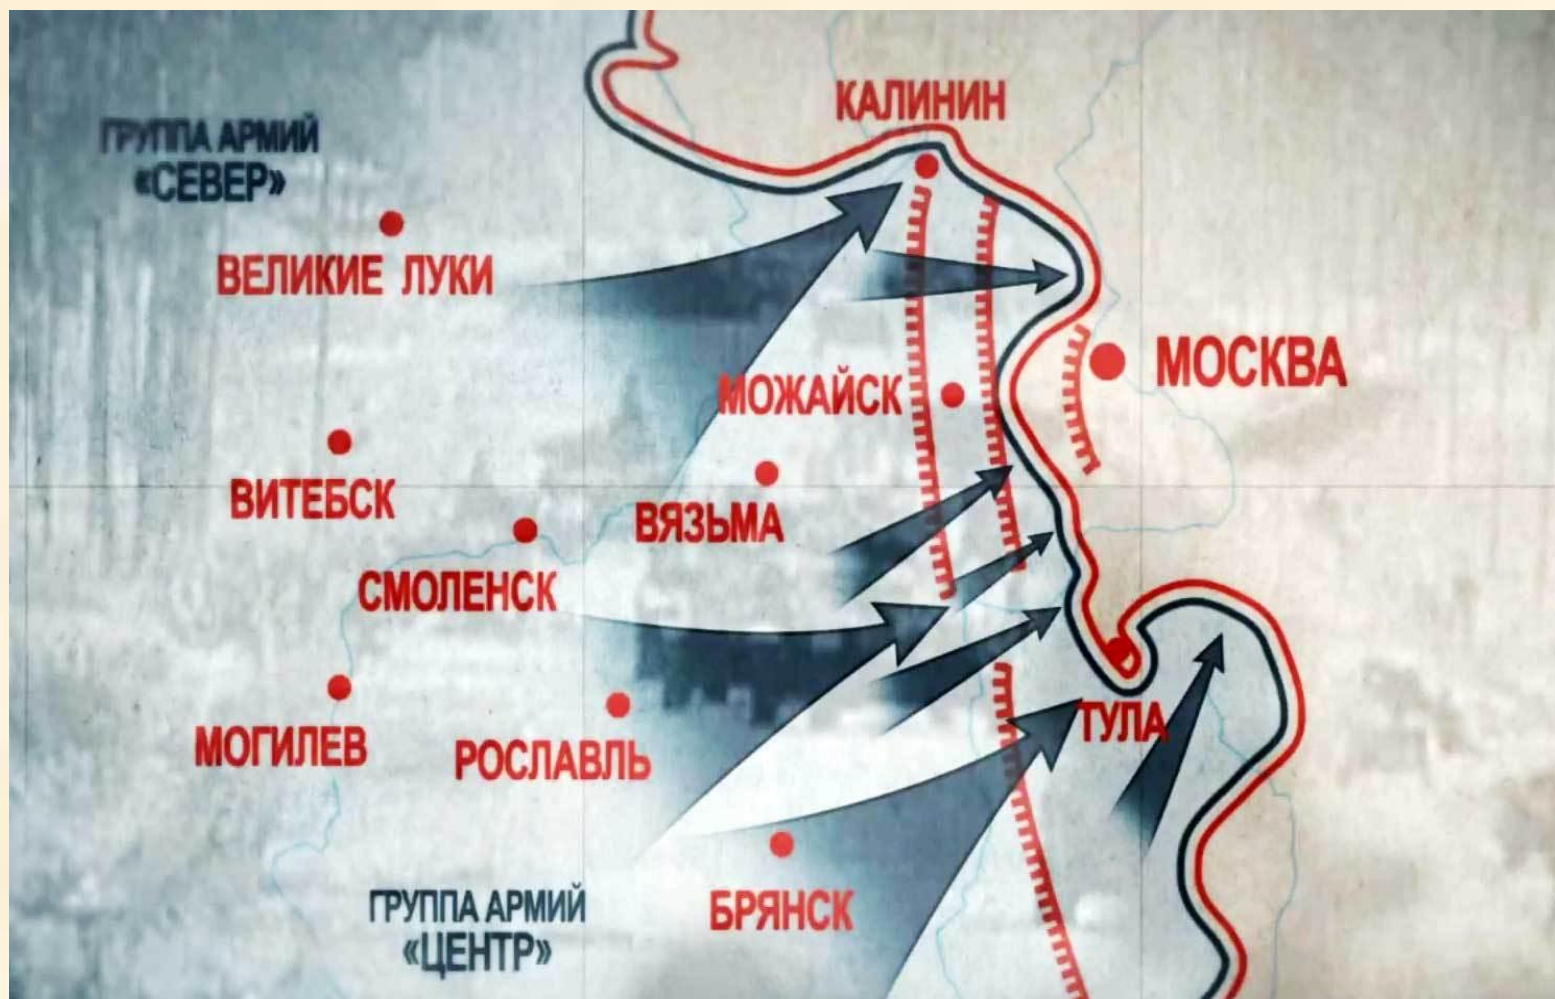 КАЛИНИН
ГРУППА АРМИЙ
«СЕВЕР»
ВЕЛИКИЕ ЛУКИ
МОСКВА
МОЖАЙСК
ВИТЕБСК
ВЯЗЬМА
СМОЛЕНСК
ТУЛА
МОГИЛЕВ
РОСЛАВЛЬ
ГРУППА АРМИЙ
«ЦЕНТР»
БРЯНСК